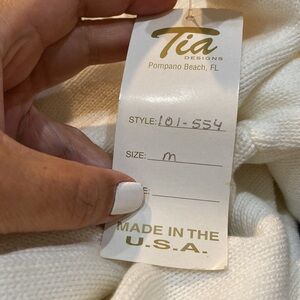 Tia
DESIGNS
Pompano Beach, FL
STYLE: 101-554
SIZE: m
MADE IN THE
U.S.A.